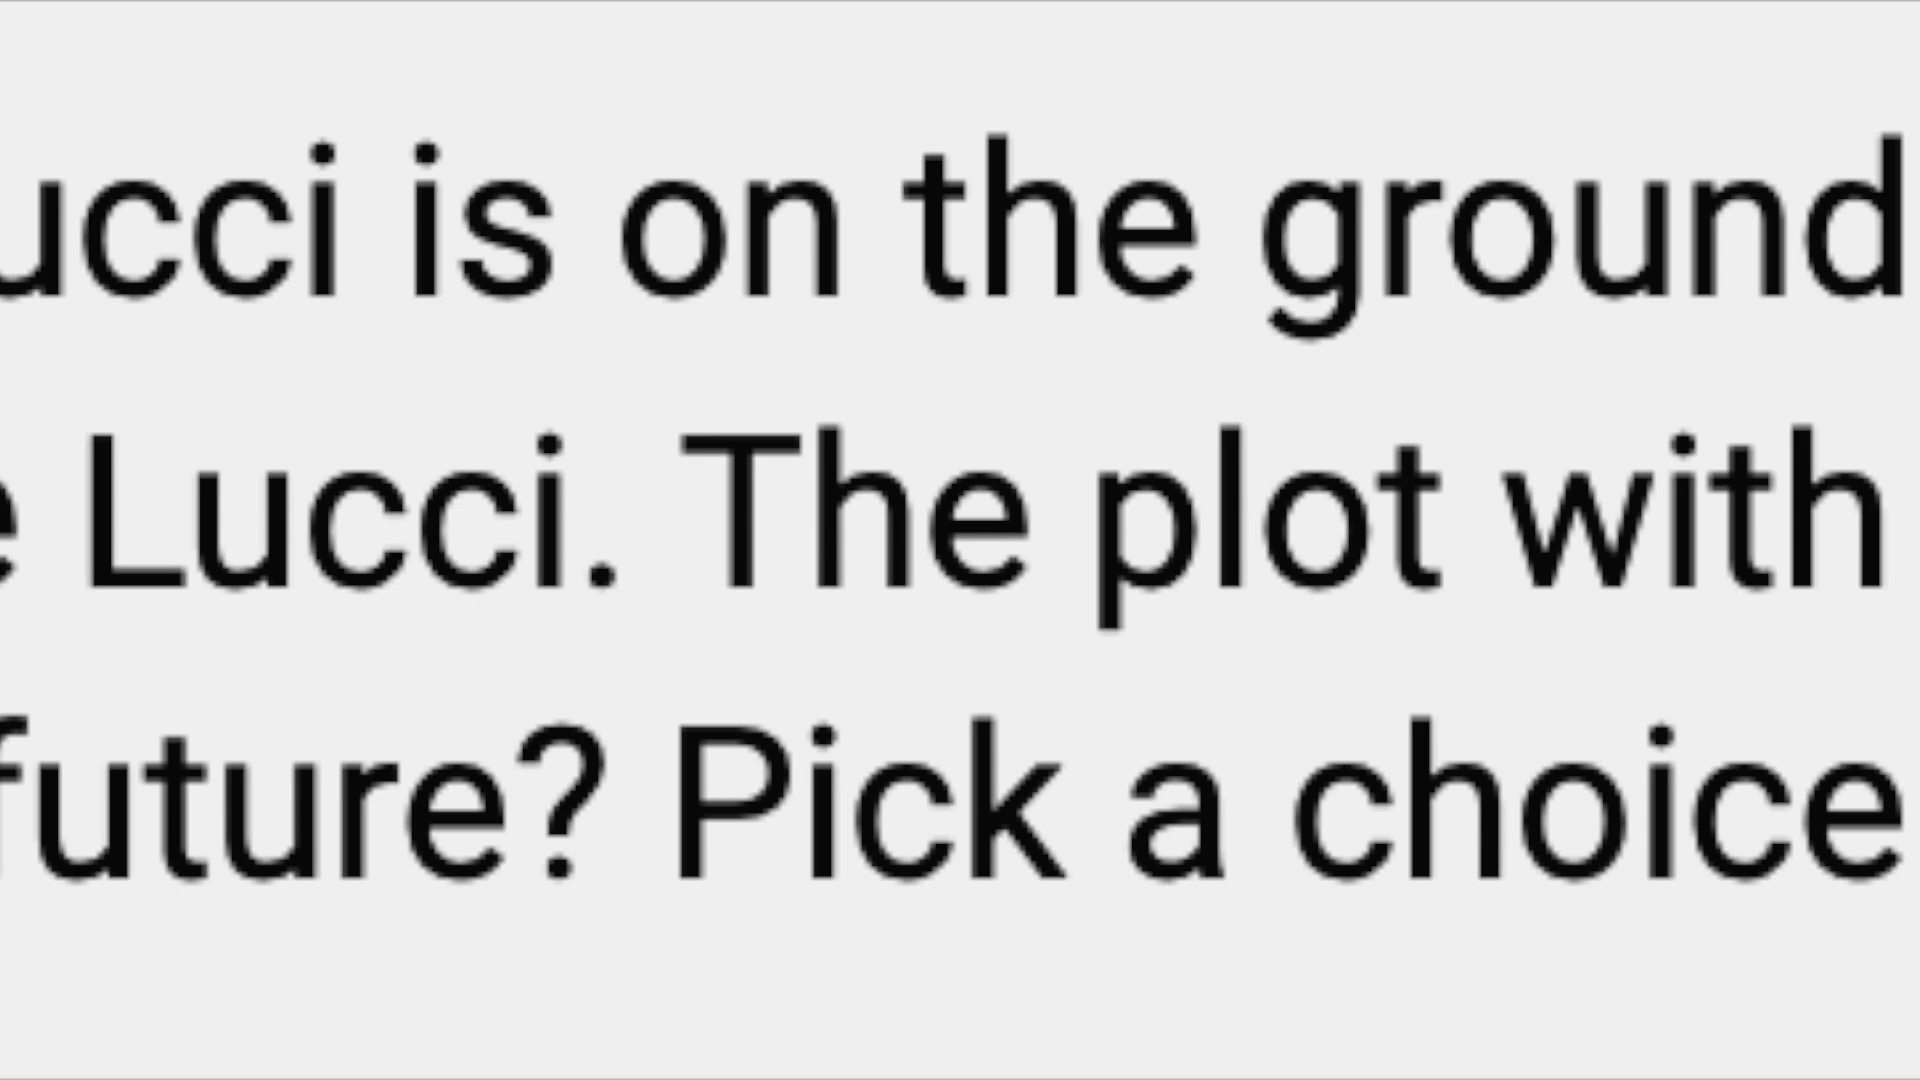 ucci is on the ground
e Lucci. The plot with
future? Pick a choice